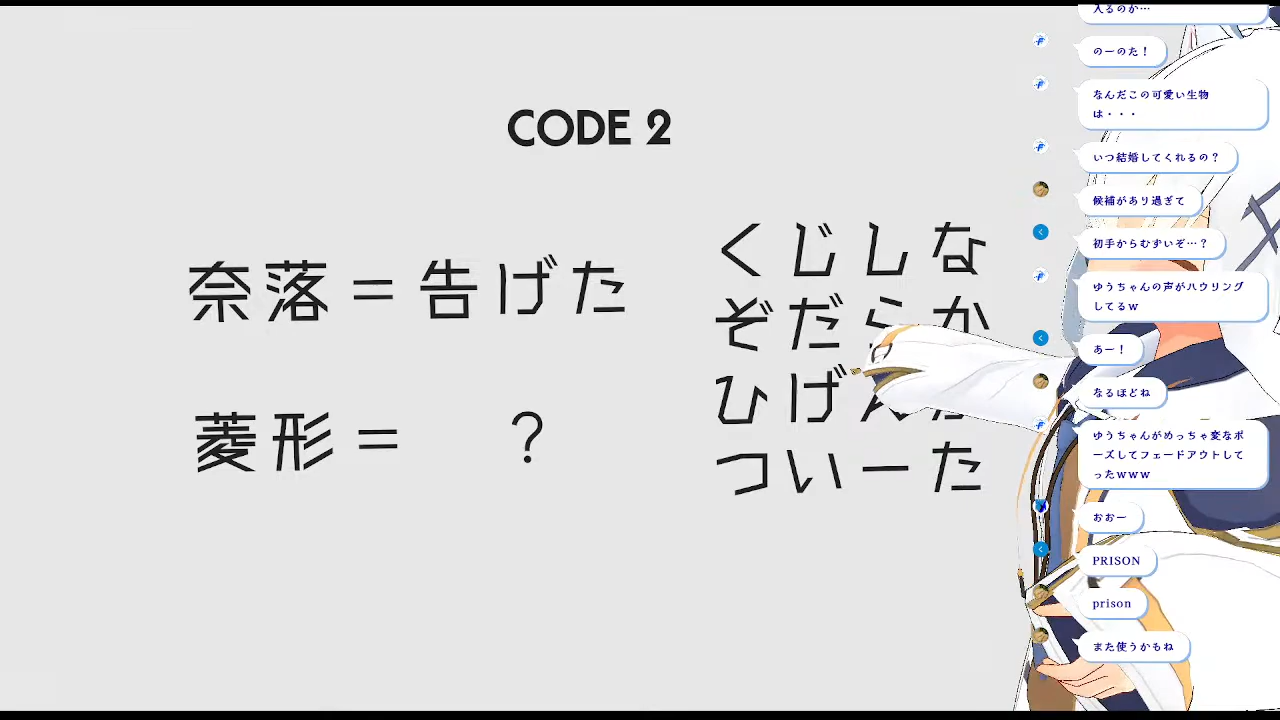 CODE 2
奈落＝告げた
菱形＝ ?
くじしな
ぞだらか
ひげん
ついーた
入るのか…
のーのた！
なんだこの可愛い生物
は・・・
いつ結婚してくれるの？
候補があり過ぎて
初手からむずいぞ…？
ゆうちゃんの声がハウリング
してるｗ
あー！
なるほどね
ゆうちゃんがめっちゃ変なポ
ーズしてフェードアウトして
ったｗｗｗ
おおー
PRISON
prison
また使うかもね